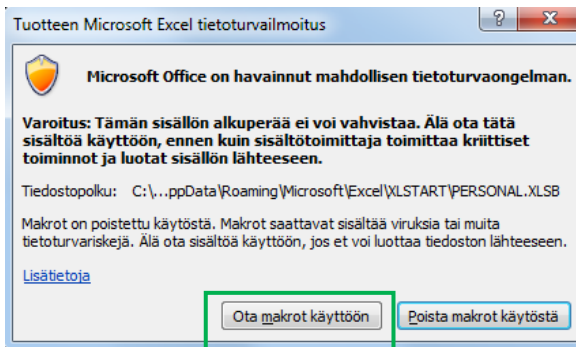 Tuotteen Microsoft Excel tietoturvailmoitus
Microsoft Office on havainnut mahdollisen tietoturvaongelman.
Varoitus: Tämän sisällön alkuperää ei voi vahvistaa. Älä ota tätä
sisältöä käyttöön, ennen kuin sisältötoimittaja toimittaa kriittiset
toiminnot ja luotat sisällön lähteeseen.
Tiedostopolku: C:\...ppData\Roaming\Microsoft\Excel\XLSTART\PERSONAL.XLSB
Makrot on poistettu käytöstä. Makrot saattavat sisältää viruksia tai muita
tietoturvariskejä. Älä ota sisältöä käyttöön, jos et voi luottaa tiedoston lähteeseen.
Lisätietoja
Ota makrot käyttöön Poista makrot käytöstä